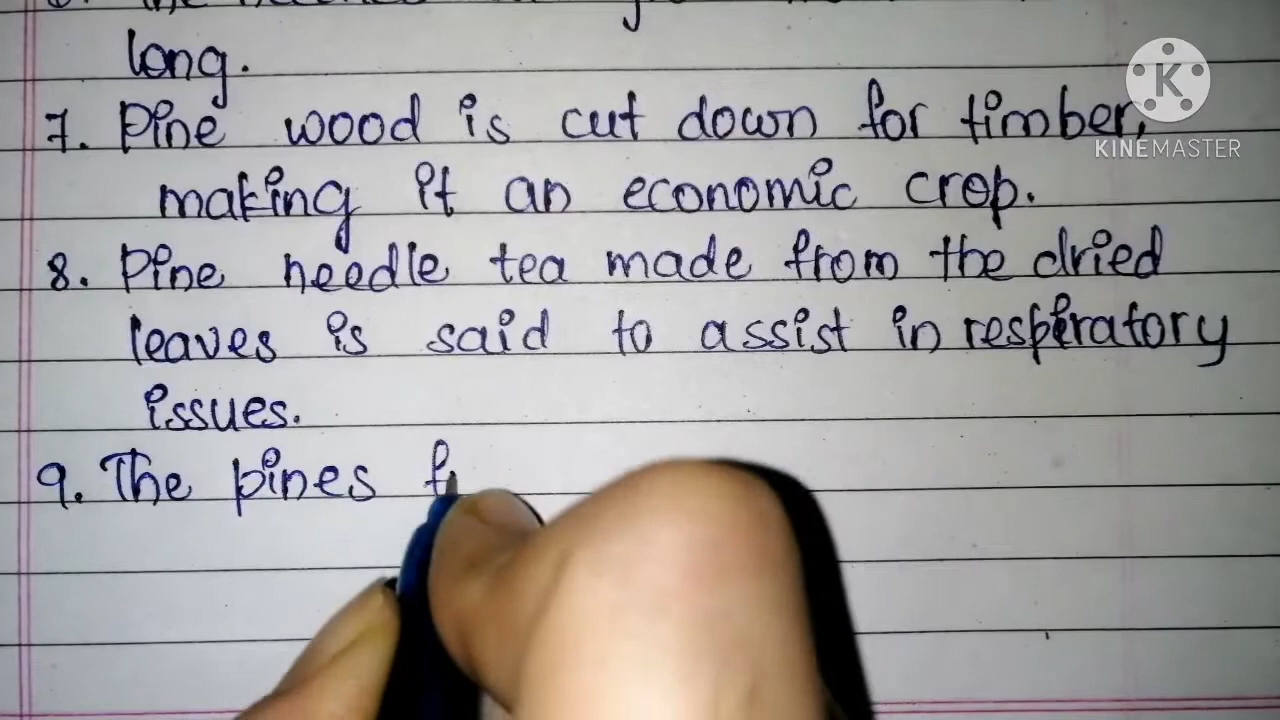 long.
7. Pine wood is cut down for timber,
making it an economic crop.
8. Pine needle tea made from the dried
leaves is said to assist in respiratory
issues.
9. The pines f
K
KINEMASTER